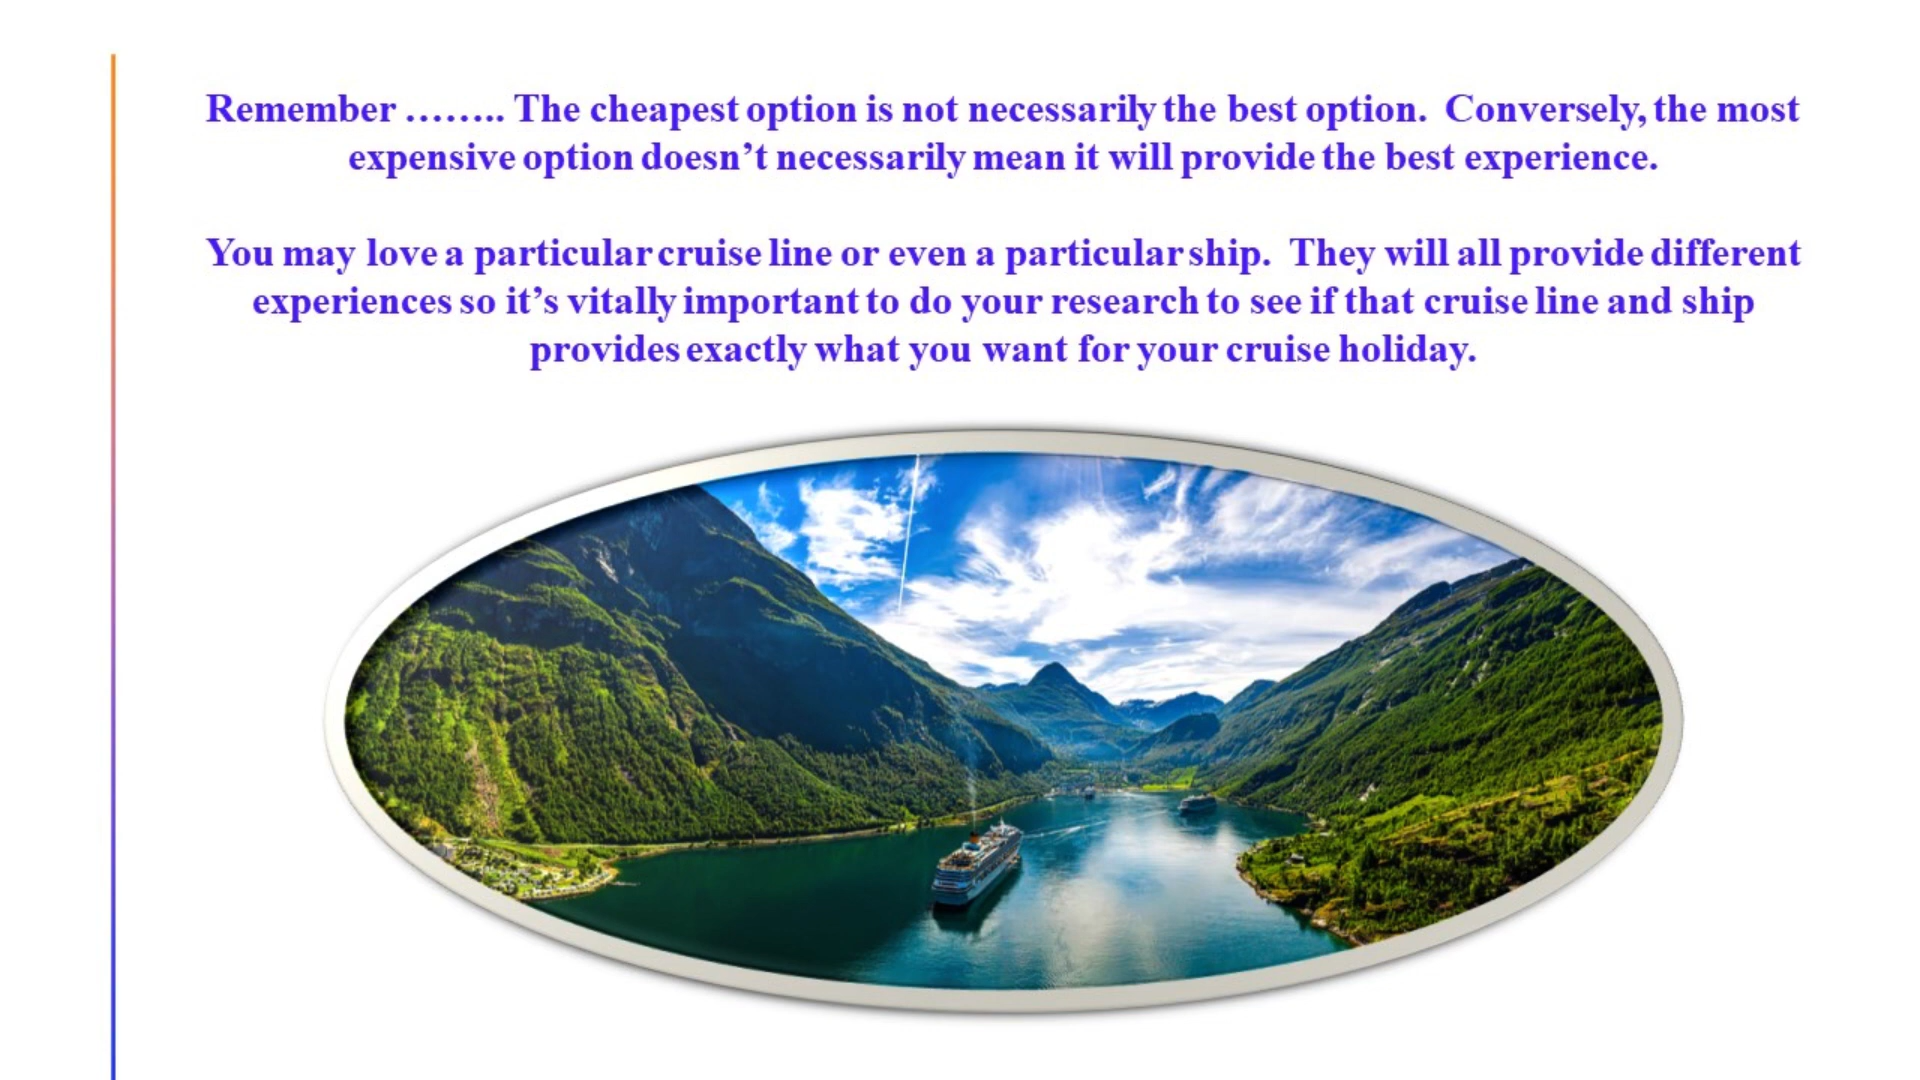 Remember …….. The cheapest option is not necessarily the best option.  Conversely, the most
expensive option doesn’t necessarily mean it will provide the best experience.
You may love a particular cruise line or even a particular ship.  They will all provide different
experiences so it’s vitally important to do your research to see if that cruise line and ship
provides exactly what you want for your cruise holiday.